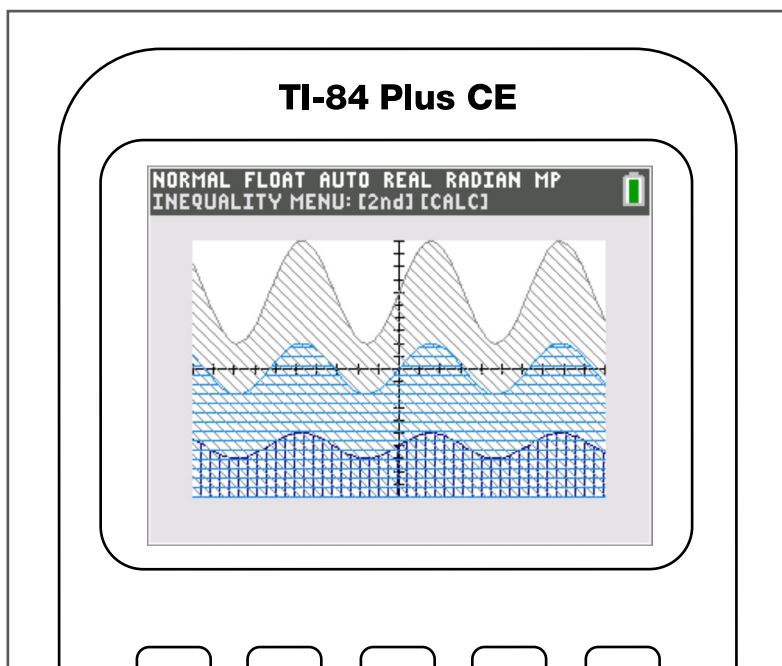 TI-84 Plus CE
NORMAL FLOAT AUTO REAL RADIAN MP
INEQUALITY MENU: [2nd] [CALC]